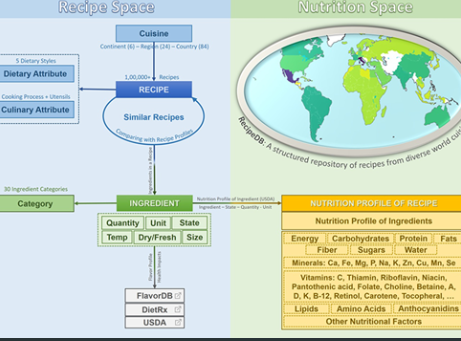 Recipe Space
Nutrition Space
Cuisine
Continent (6) – Region (24) – Country (84)
5 Dietary Styles
Dietary Attribute
1,00,000+ Recipes
RECIPE
Cooking Process + Utensils
Culinary Attribute
Similar Recipes
Comparing with Recipe Profiles
RecipeDB: A structured repository of recipes from diverse world
Ingredients in a Recipe
30 Ingredient Categories
Category
INGREDIENT
Nutrition Profile of Ingredient (USDA)
Ingredient – State – Quantity - Unit
NUTRITION PROFILE OF RECIPE
Quantity Unit State
Temp Dry/Fresh Size
Nutrition Profile of Ingredients
Energy Carbohydrates Protein Fats
Fiber Sugars Water
Minerals: Ca, Fe, Mg, P, Na, K, Zn, Cu, Mn, Se
Vitamins: C, Thiamin, Riboflavin, Niacin,
Pantothenic acid, Folate, Choline, Betaine, A,
D, K, B-12, Retinol, Carotene, Tocopheral, ...
Lipids Amino Acids Anthocyanidins
Other Nutritional Factors
Flavor Profile
Health Impacts
FlavorDB
DietRx
USDA